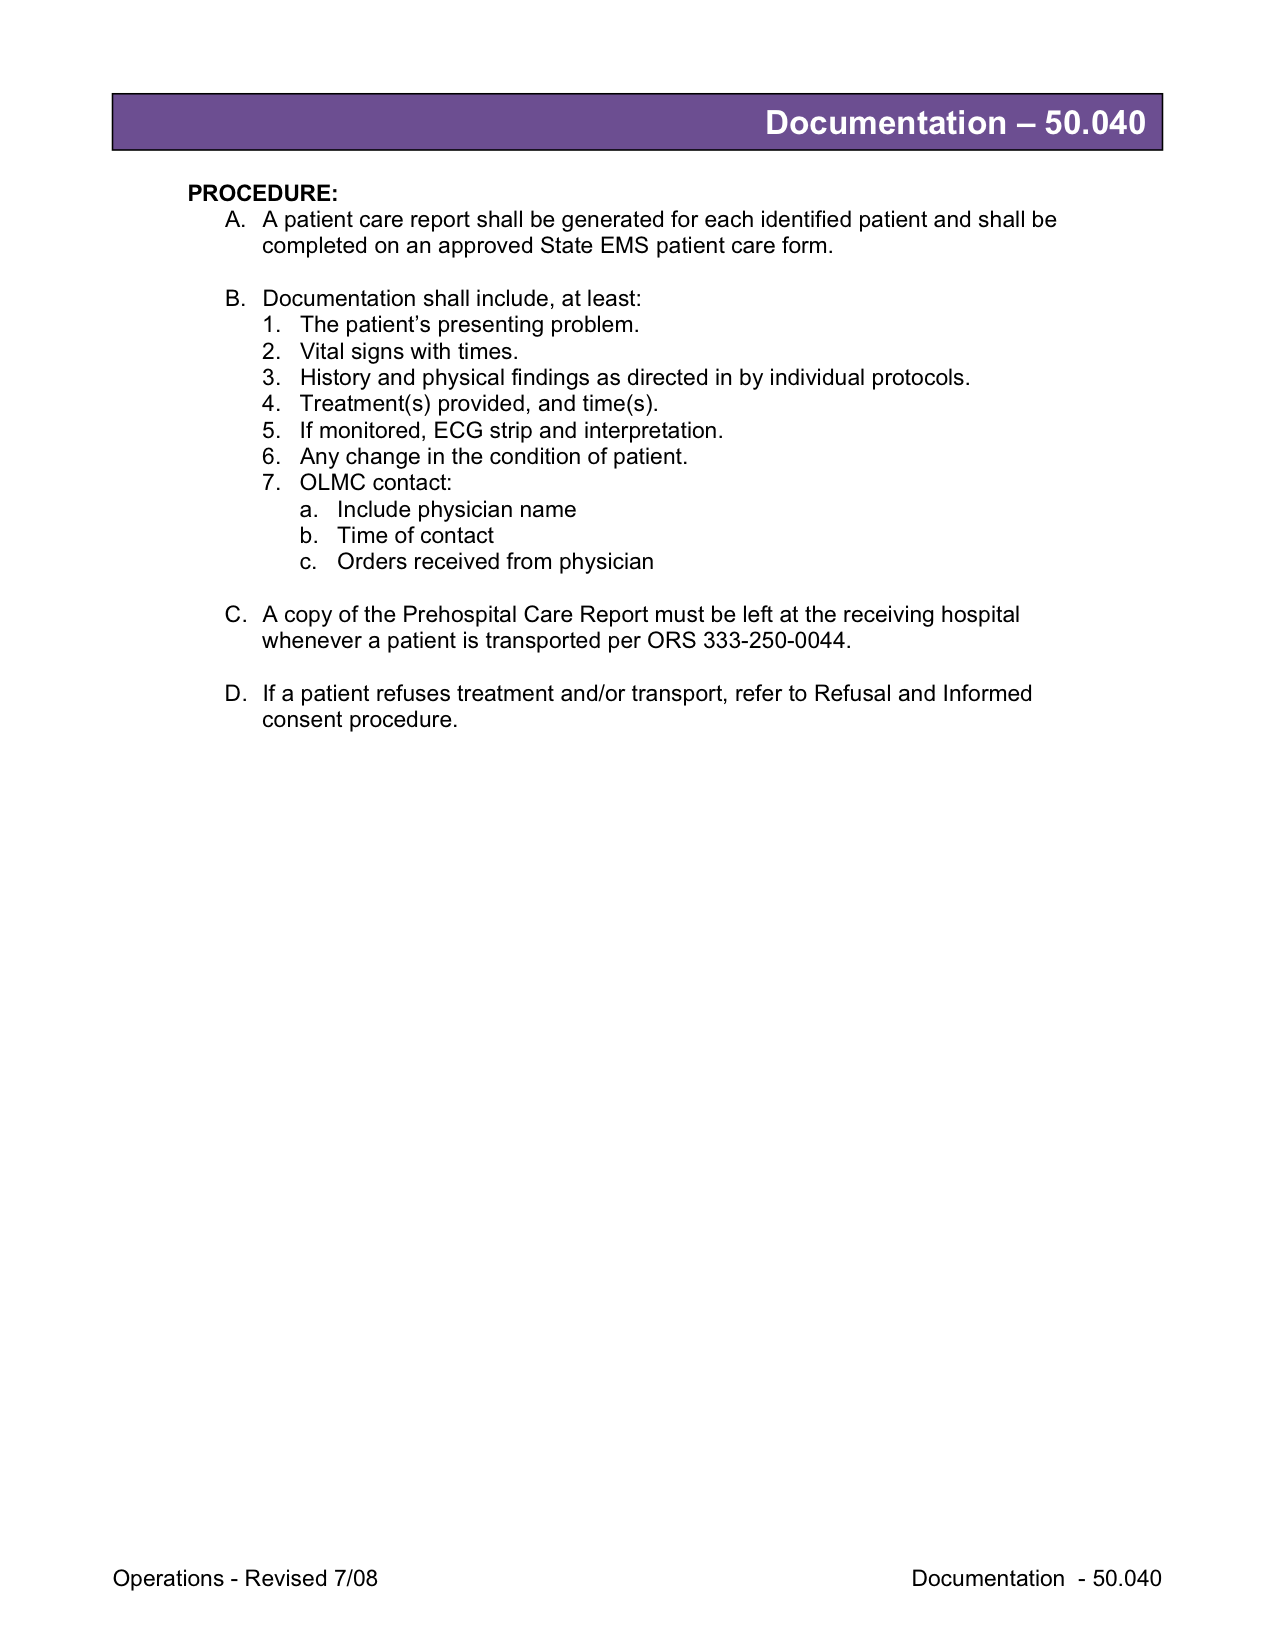 Documentation – 50.040
PROCEDURE:
A. A patient care report shall be generated for each identified patient and shall be
completed on an approved State EMS patient care form.
B. Documentation shall include, at least:
1. The patient’s presenting problem.
2. Vital signs with times.
3. History and physical findings as directed in by individual protocols.
4. Treatment(s) provided, and time(s).
5. If monitored, ECG strip and interpretation.
6. Any change in the condition of patient.
7. OLMC contact:
a. Include physician name
b. Time of contact
c. Orders received from physician
C. A copy of the Prehospital Care Report must be left at the receiving hospital
whenever a patient is transported per ORS 333-250-0044.
D. If a patient refuses treatment and/or transport, refer to Refusal and Informed
consent procedure.
Operations - Revised 7/08 Documentation - 50.040